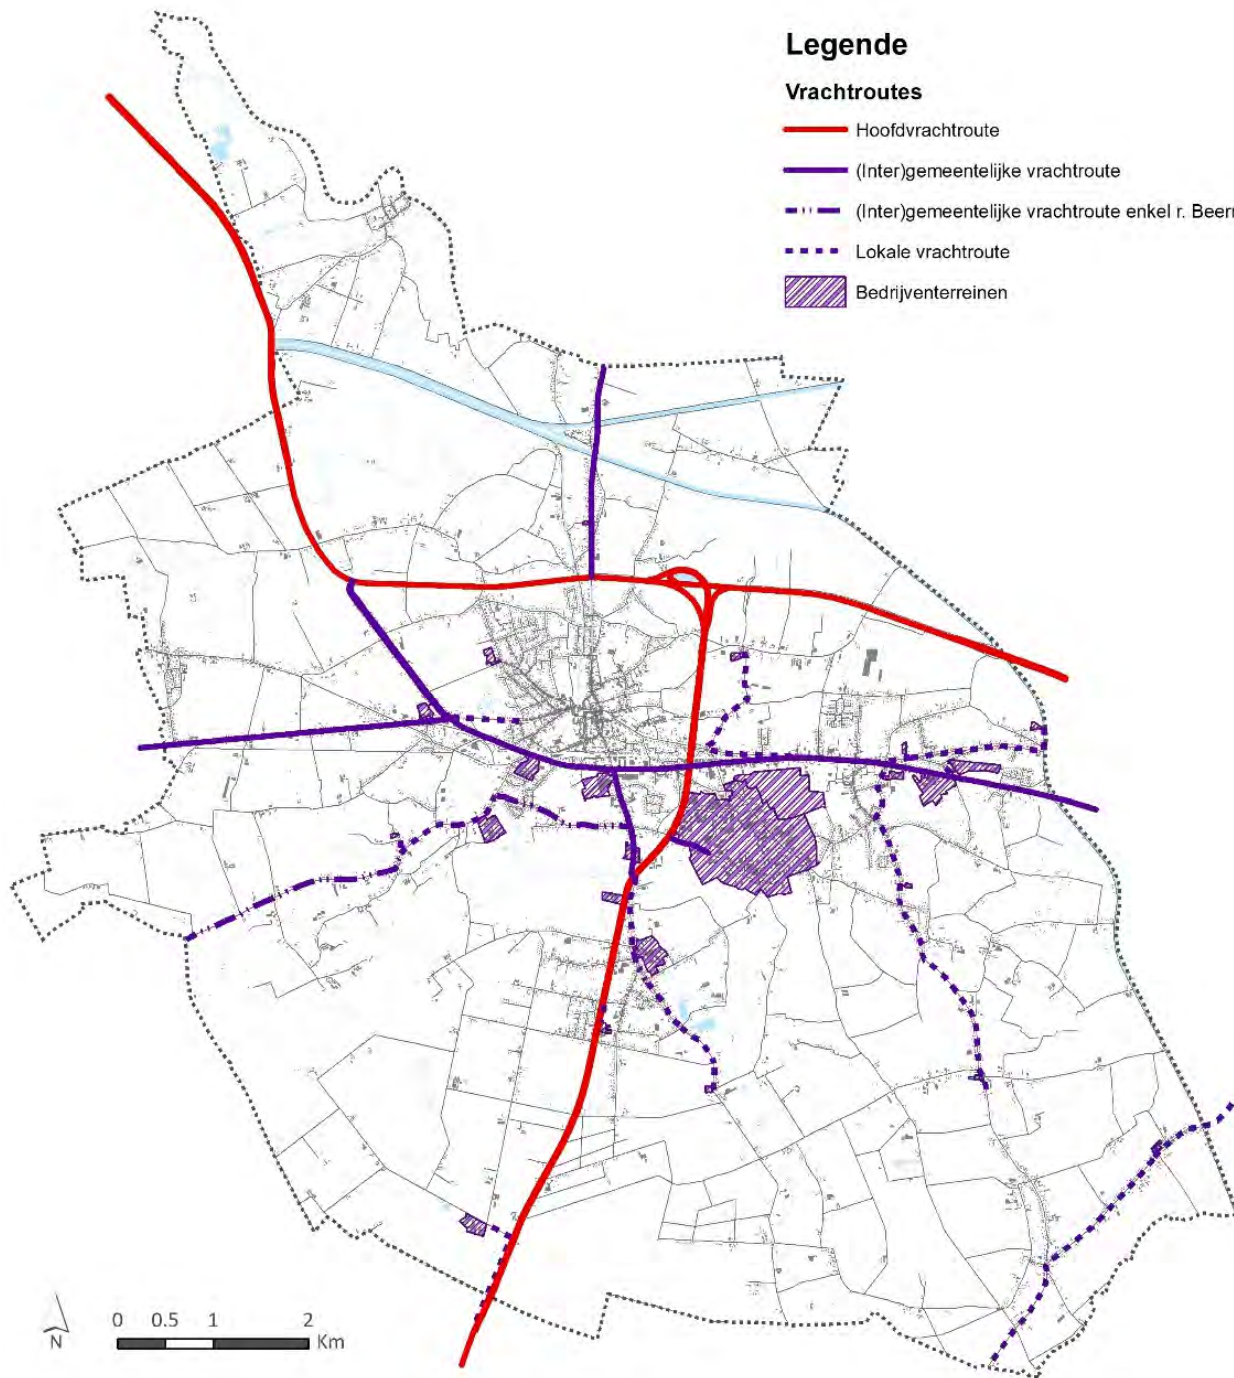 Legende
Vrachtroutes
Hoofdvrachtroute
(Inter)gemeentelijke vrachtroute
(Inter)gemeentelijke vrachtroute enkel r. Beer
Lokale vrachtroute
Bedrijventerreinen
0 0.5 1 2
Km
N